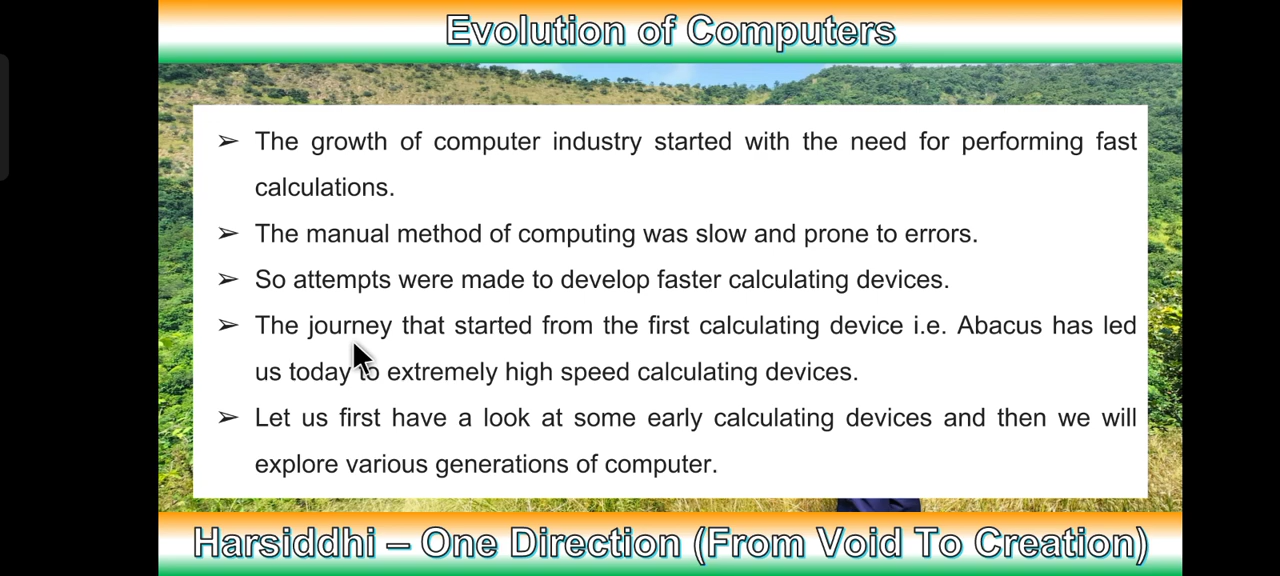 Evolution of Computers
➢ The growth of computer industry started with the need for performing fast
calculations.
➢ The manual method of computing was slow and prone to errors.
➢ So attempts were made to develop faster calculating devices.
➢ The journey that started from the first calculating device i.e. Abacus has led
us today to extremely high speed calculating devices.
➢ Let us first have a look at some early calculating devices and then we will
explore various generations of computer.
Harsiddhi – One Direction (From Void To Creation)